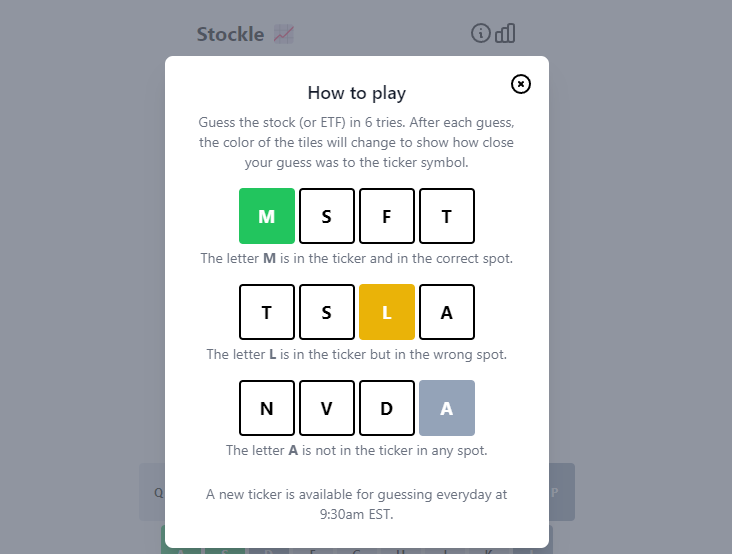 Stockle
How to play
Guess the stock (or ETF) in 6 tries. After each guess,
the color of the tiles will change to show how close
your guess was to the ticker symbol.
M S F T
The letter M is in the ticker and in the correct spot.
T S L A
The letter L is in the ticker but in the wrong spot.
N V D A
The letter A is not in the ticker in any spot.
Q P
A new ticker is available for guessing everyday at
9:30am EST.